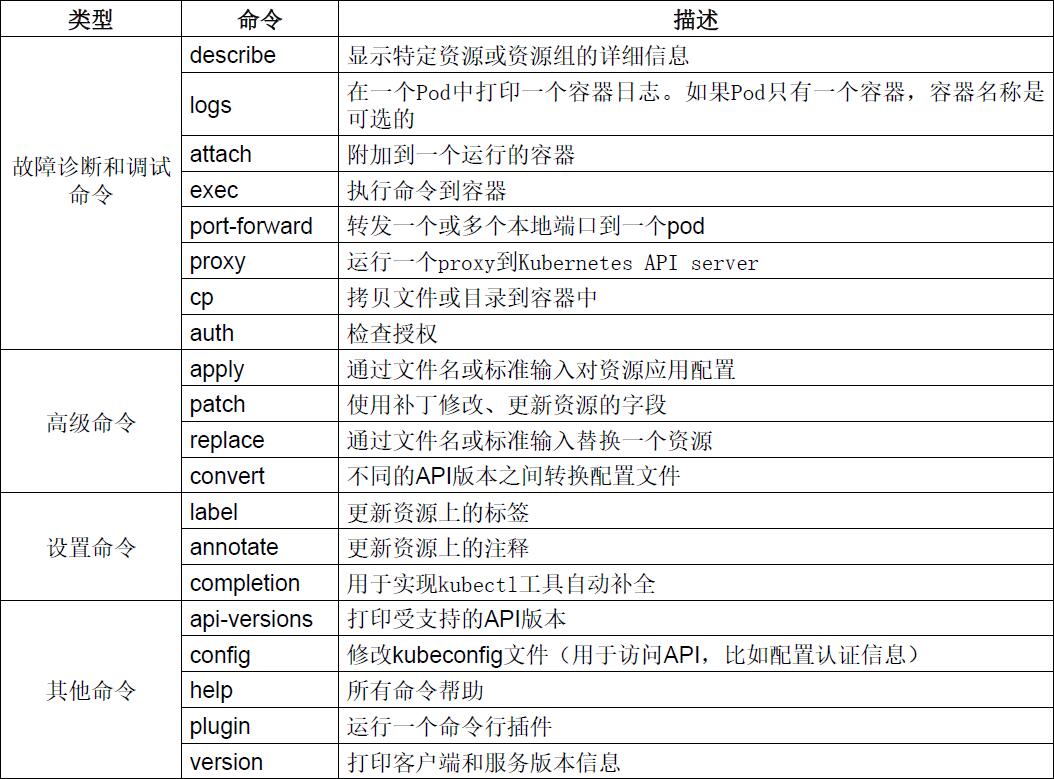 类型 命令 描述
故障诊断和调试
命令
describe 显示特定资源或资源组的详细信息
logs 在一个Pod中打印一个容器日志。如果Pod只有一个容器，容器名称是
可选的
attach 附加到一个运行的容器
exec 执行命令到容器
port-forward 转发一个或多个本地端口到一个pod
proxy 运行一个proxy到Kubernetes API server
cp 拷贝文件或目录到容器中
auth 检查授权
高级命令
apply 通过文件名或标准输入对资源应用配置
patch 使用补丁修改、更新资源的字段
replace 通过文件名或标准输入替换一个资源
convert 不同的API版本之间转换配置文件
设置命令
label 更新资源上的标签
annotate 更新资源上的注释
completion 用于实现kubectl工具自动补全
其他命令
api-versions 打印受支持的API版本
config 修改kubeconfig文件（用于访问API，比如配置认证信息）
help 所有命令帮助
plugin 运行一个命令行插件
version 打印客户端和服务版本信息